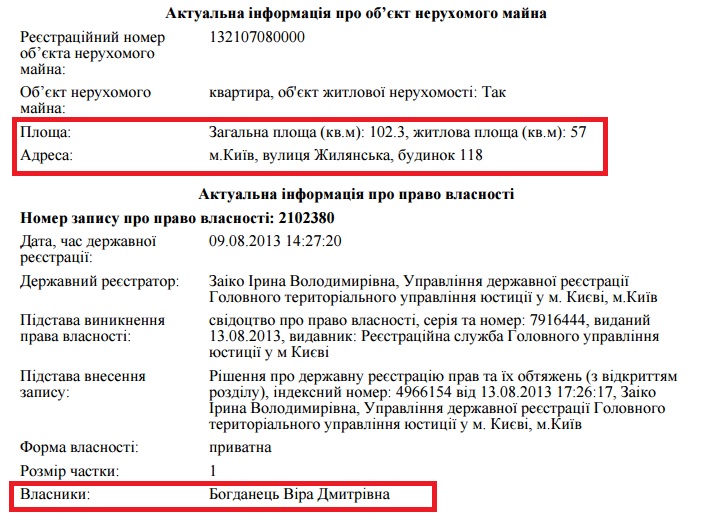 Актуальна інформація про об’єкт нерухомого майна
Реєстраційний номер 132107080000
об’єкта нерухомого
майна:
Об’єкт нерухомого квартира, об'єкт житлової нерухомості: Так
майна:
Площа: Загальна площа (кв.м): 102.3, житлова площа (кв.м): 57
Адреса: м.Київ, вулиця Жилянська, будинок 118
Актуальна інформація про право власності
Номер запису про право власності: 2102380
Дата, час державної 09.08.2013 14:27:20
реєстрації:
Державний реєстратор: Заіко Ірина Володимирівна, Управління державної реєстрації
Головного територіального управління юстиції у м. Києві, м.Київ
Підстава виникнення свідоцтво про право власності, серія та номер: 7916444, виданий
права власності: 13.08.2013, видавник: Реєстраційна служба Головного управління
юстиції у м Києві
Підстава внесення Рішення про державну реєстрацію прав та їх обтяжень (з відкриттям
запису: розділу), індексний номер: 4966154 від 13.08.2013 17:26:17, Заіко
Ірина Володимирівна, Управління державної реєстрації Головного
територіального управління юстиції у м. Києві, м.Київ
Форма власності: приватна
Розмір частки: 1
Власники: Богданець Віра Дмитрівна